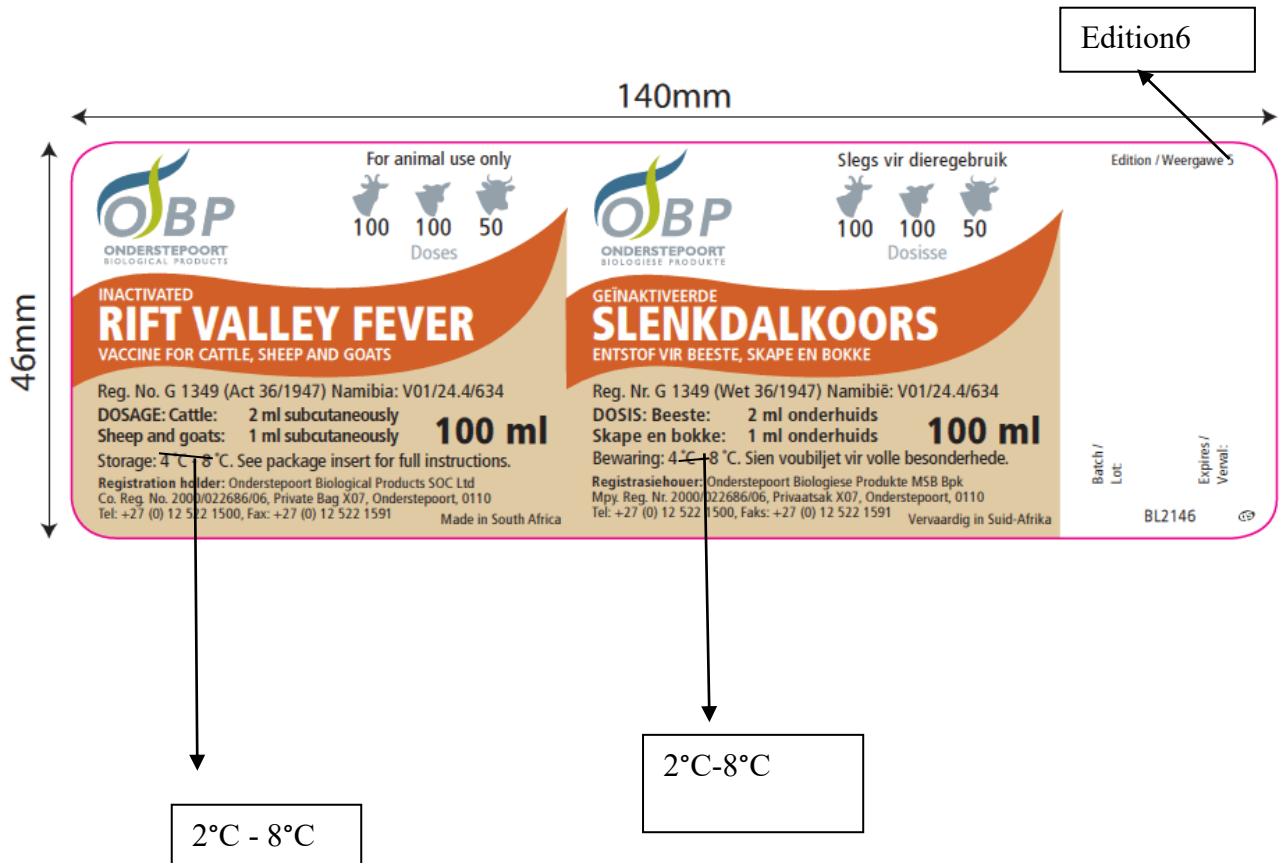 Edition6
140mm
46mm
OBP
ONDERSTEPOORT
BIOLOGICAL PRODUCTS
For animal use only
100 100 50
Doses
INACTIVATED
RIFT VALLEY FEVER
VACCINE FOR CATTLE, SHEEP AND GOATS
Reg. No. G 1349 (Act 36/1947) Namibia: V01/24.4/634
DOSAGE: Cattle: 2 ml subcutaneously
Sheep and goats: 1 ml subcutaneously
100 ml
Storage: 4 ˚C - 8 ˚C. See package insert for full instructions.
Registration holder: Onderstepoort Biological Products SOC Ltd
Co. Reg. No. 2000/022686/06, Private Bag X07, Onderstepoort, 0110
Tel: +27 (0) 12 522 1500, Fax: +27 (0) 12 522 1591
Made in South Africa
OBP
ONDERSTEPOORT
BIOLOGIESE PRODUKTE
Slegs vir dieregebruik
100 100 50
Dosisse
GEÏNAKTIVEERDE
SLENKDALKOORS
ENTSTOF VIR BEESTE, SKAPE EN BOKKE
Reg. Nr. G 1349 (Wet 36/1947) Namibië: V01/24.4/634
DOSIS: Beeste: 2 ml onderhuids
Skape en bokke: 1 ml onderhuids
100 ml
Bewaring: 4 ˚C - 8 ˚C. Sien voubiljet vir volle besonderhede.
Registrasiehouer: Onderstepoort Biologiese Produkte MSB Bpk
Mpy. Reg. Nr. 2000/022686/06, Privaatsak X07, Onderstepoort, 0110
Tel: +27 (0) 12 522 1500, Faks: +27 (0) 12 522 1591
Vervaardig in Suid-Afrika
Edition / Weergawe 5
Batch /
Lot:
Expires /
Verval:
BL2146
2°C - 8°C
2°C-8°C